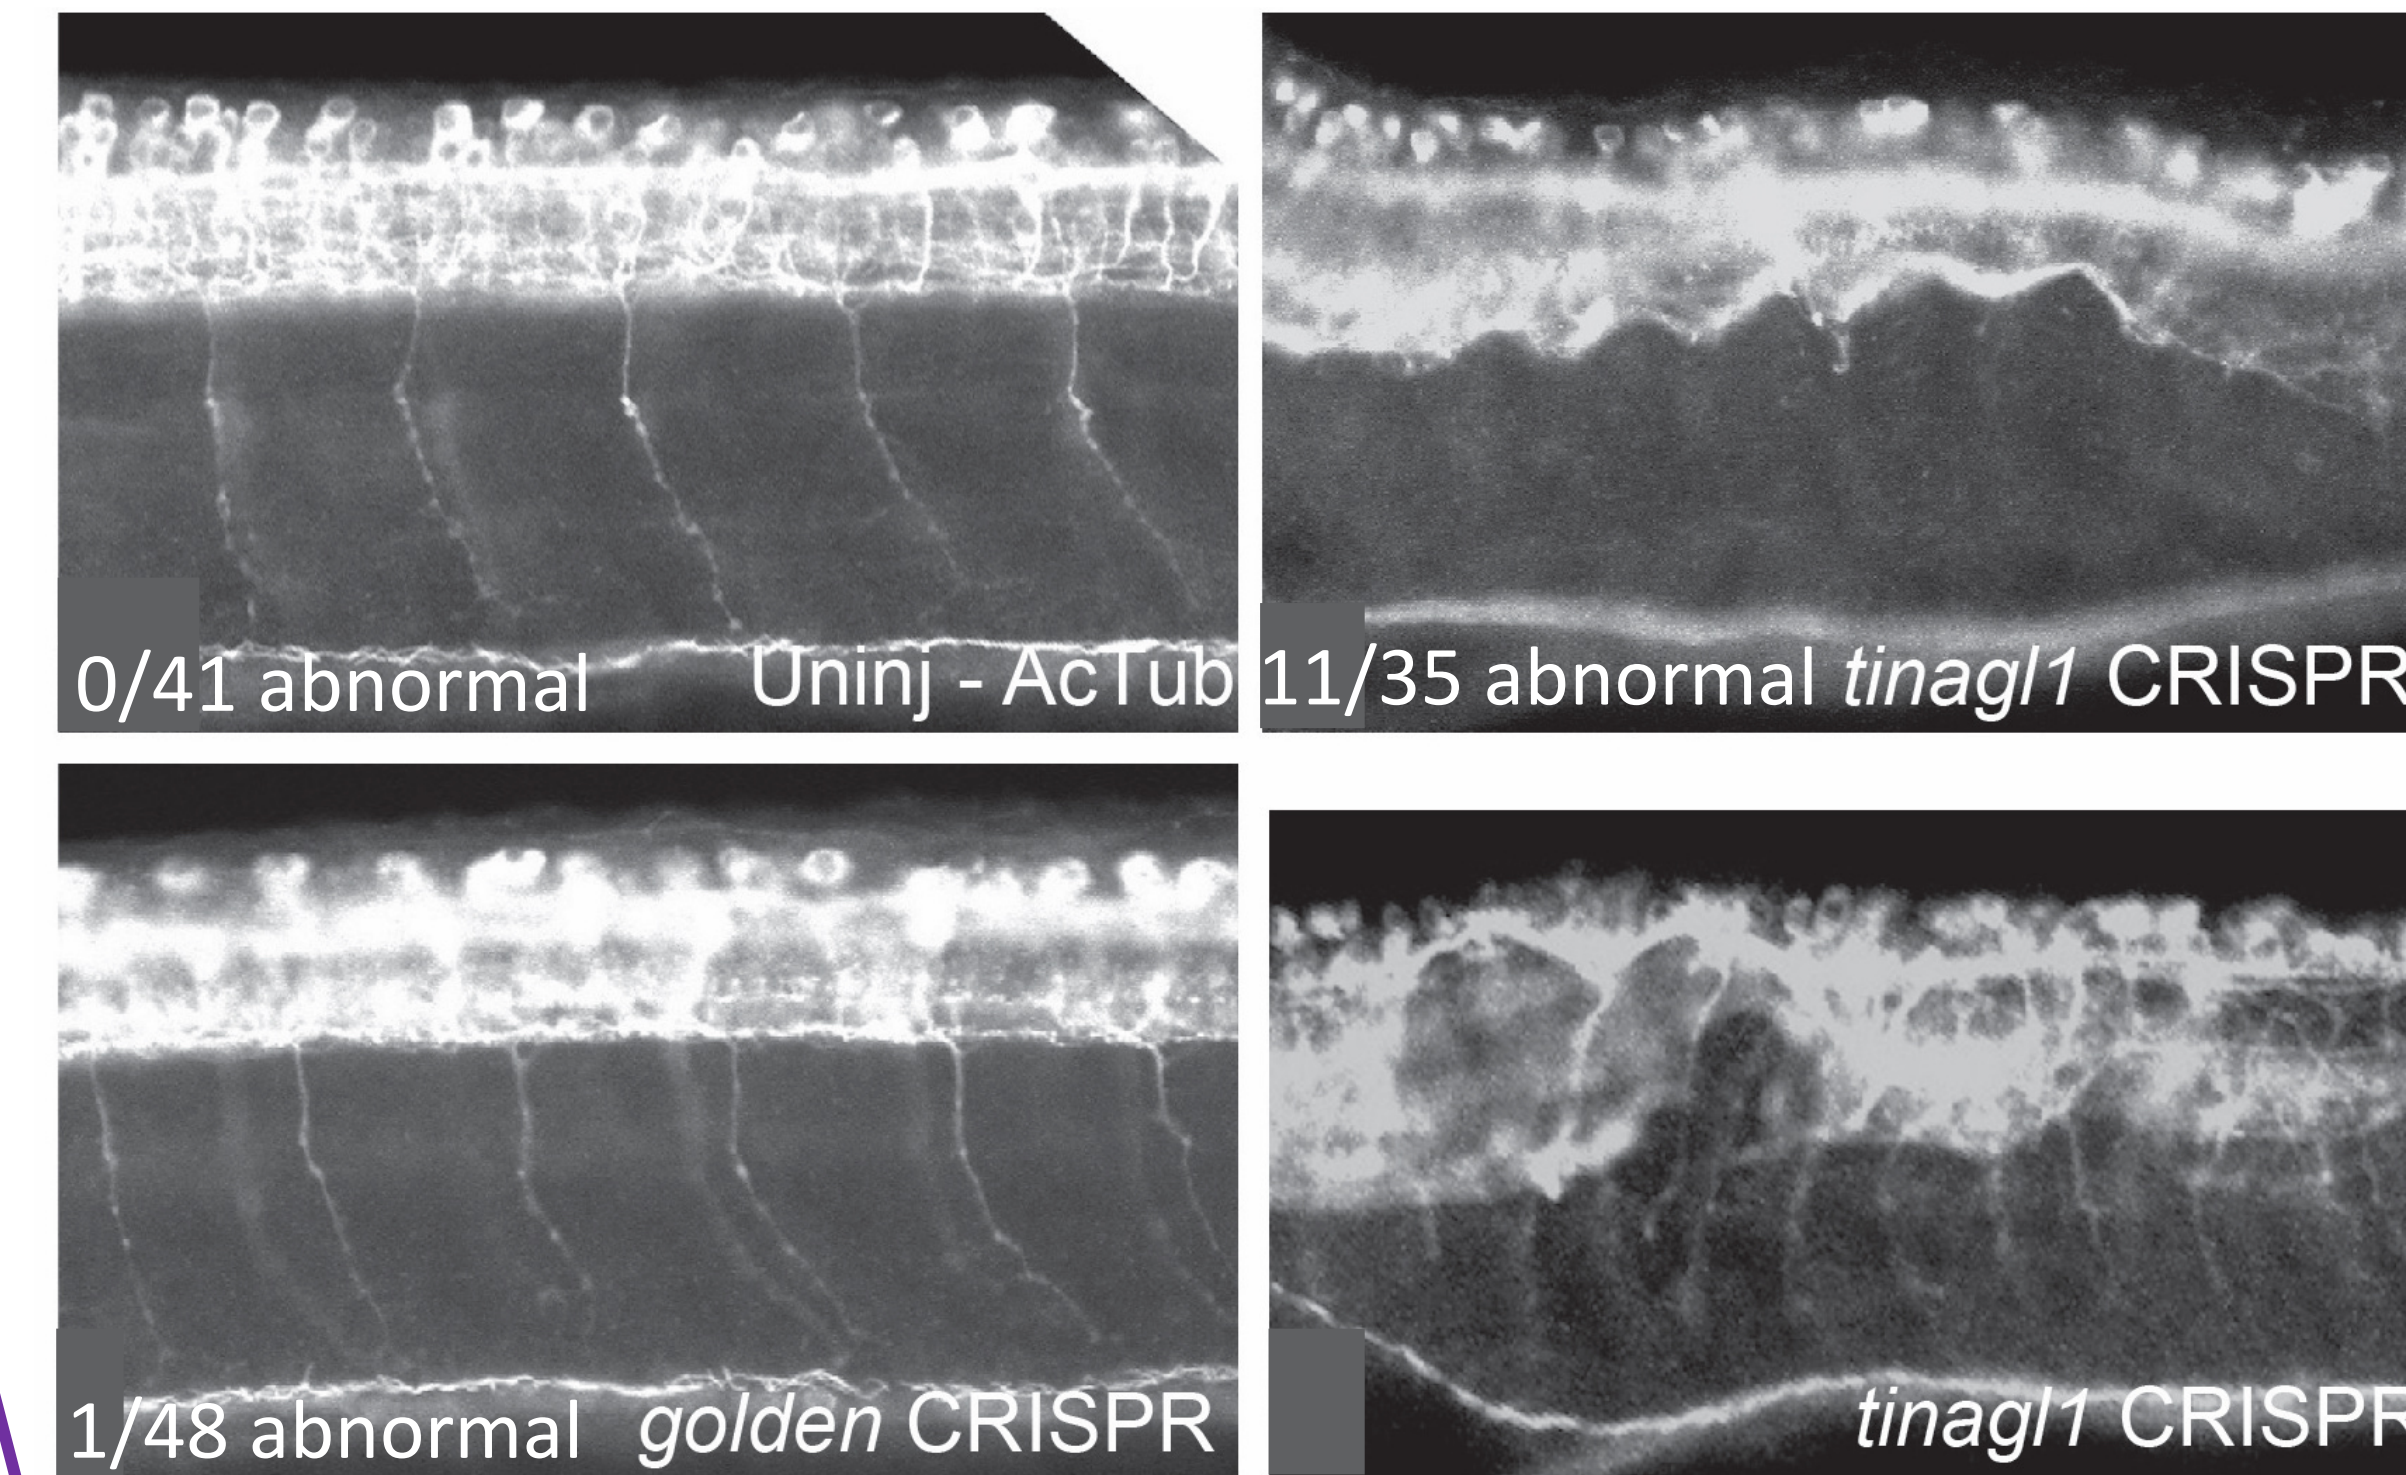 0/41 abnormal Uninj - AcTub
11/35 abnormal tinagl1 CRISPR
1/48 abnormal golden CRISPR
tinagl1 CRISPR